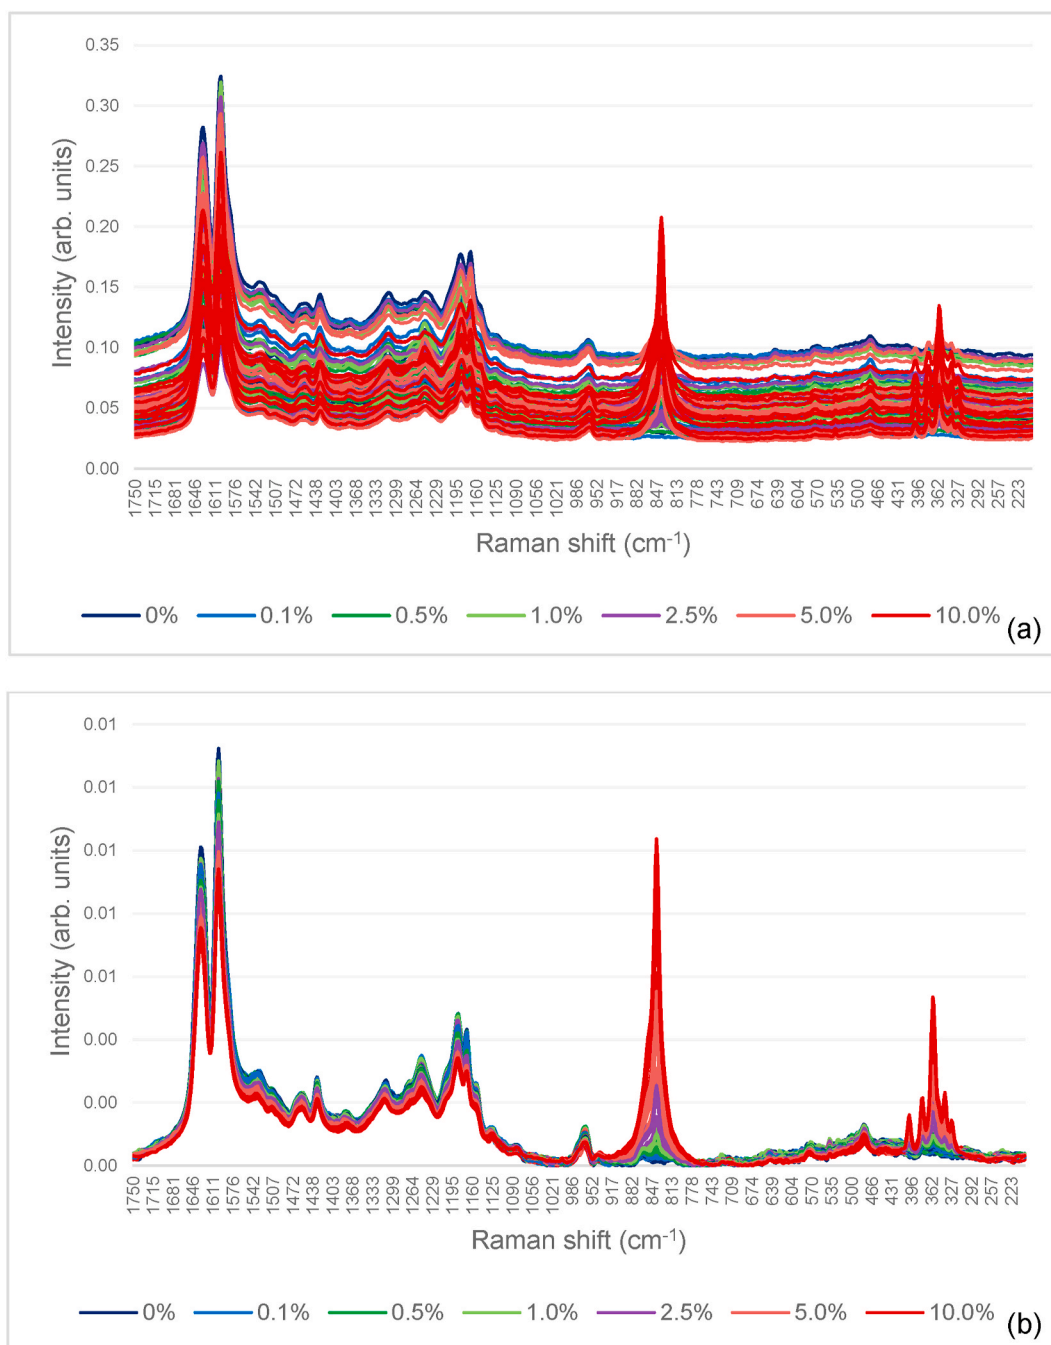 0.35
0.30
0.25
0.20
0.15
0.10
0.05
0.00
Intensity (arb. units)
1750 1715 1681 1646 1611 1576 1542 1507 1472 1438 1403 1368 1333 1299 1264 1229 1195 1160 1125 1090 1056 1021 986 952 917 882 847 813 778 743 709 674 639 604 570 535 500 466 431 396 362 327 292 257 223
Raman shift (cm⁻¹)
0% 0.1% 0.5% 1.0% 2.5% 5.0% 10.0%
(a)
0.01
0.01
0.01
0.01
0.01
0.00
0.00
0.00
Intensity (arb. units)
1750 1715 1681 1646 1611 1576 1542 1507 1472 1438 1403 1368 1333 1299 1264 1229 1195 1160 1125 1090 1056 1021 986 952 917 882 847 813 778 743 709 674 639 604 570 535 500 466 431 396 362 327 292 257 223
Raman shift (cm⁻¹)
0% 0.1% 0.5% 1.0% 2.5% 5.0% 10.0%
(b)